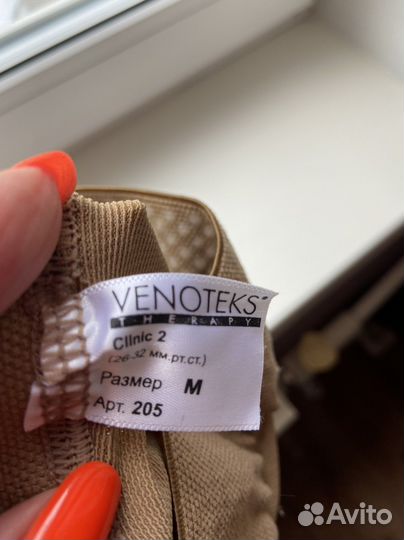 VENOTEKS®
THERAPY
Clinic 2
(26-32 мм.рт.ст.)
Размер M
Арт. 205
Avito